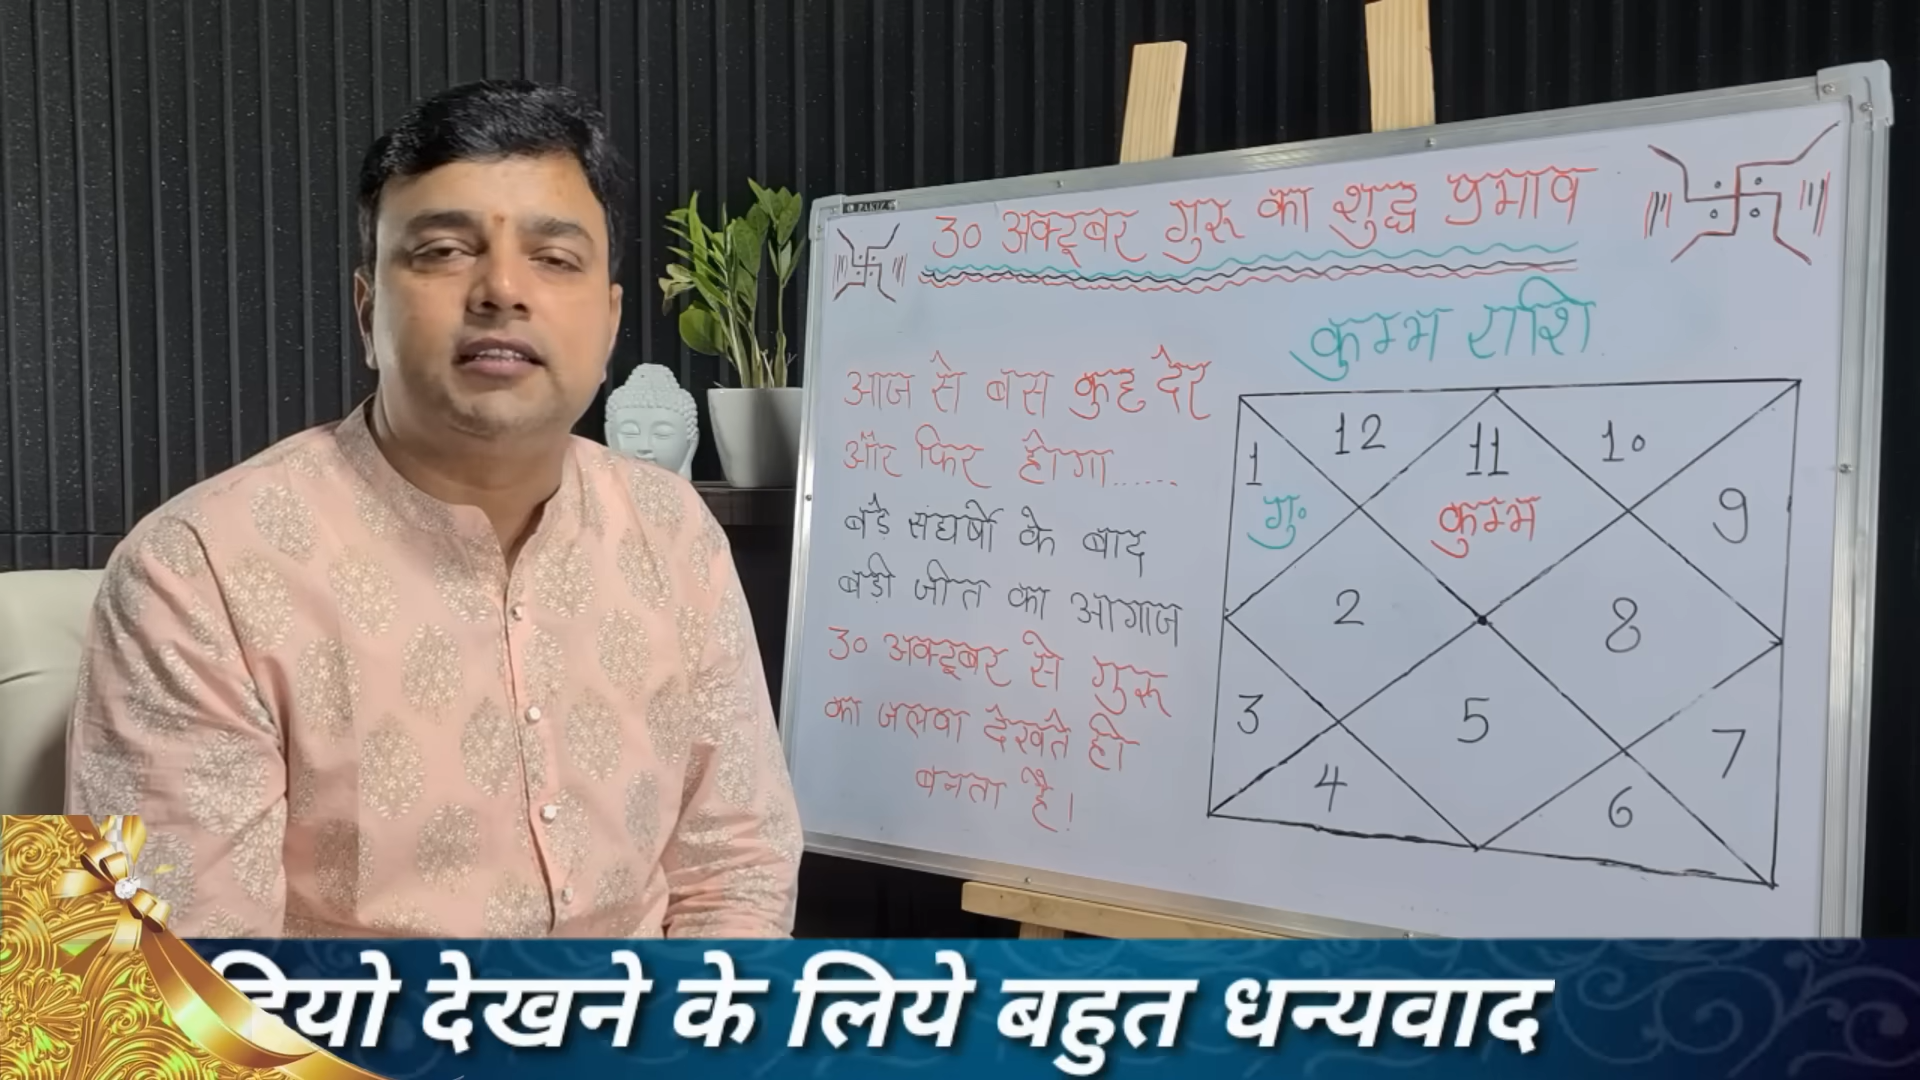 30 अक्टूबर गुरू का शुद्ध प्रभाव
कुम्भ राशि
आज से बस कुछ देर
और फिर होगा......
बड़े संघर्षो के बाद
बड़ी जीत का आगाज
30 अक्टूबर से गुरू
का जलवा देखते ही
बनता है।
12
11
10
1
गु॰
कुम्भ
9
2
8
3
5
7
4
6
डियो देखने के लिये बहुत धन्यवाद